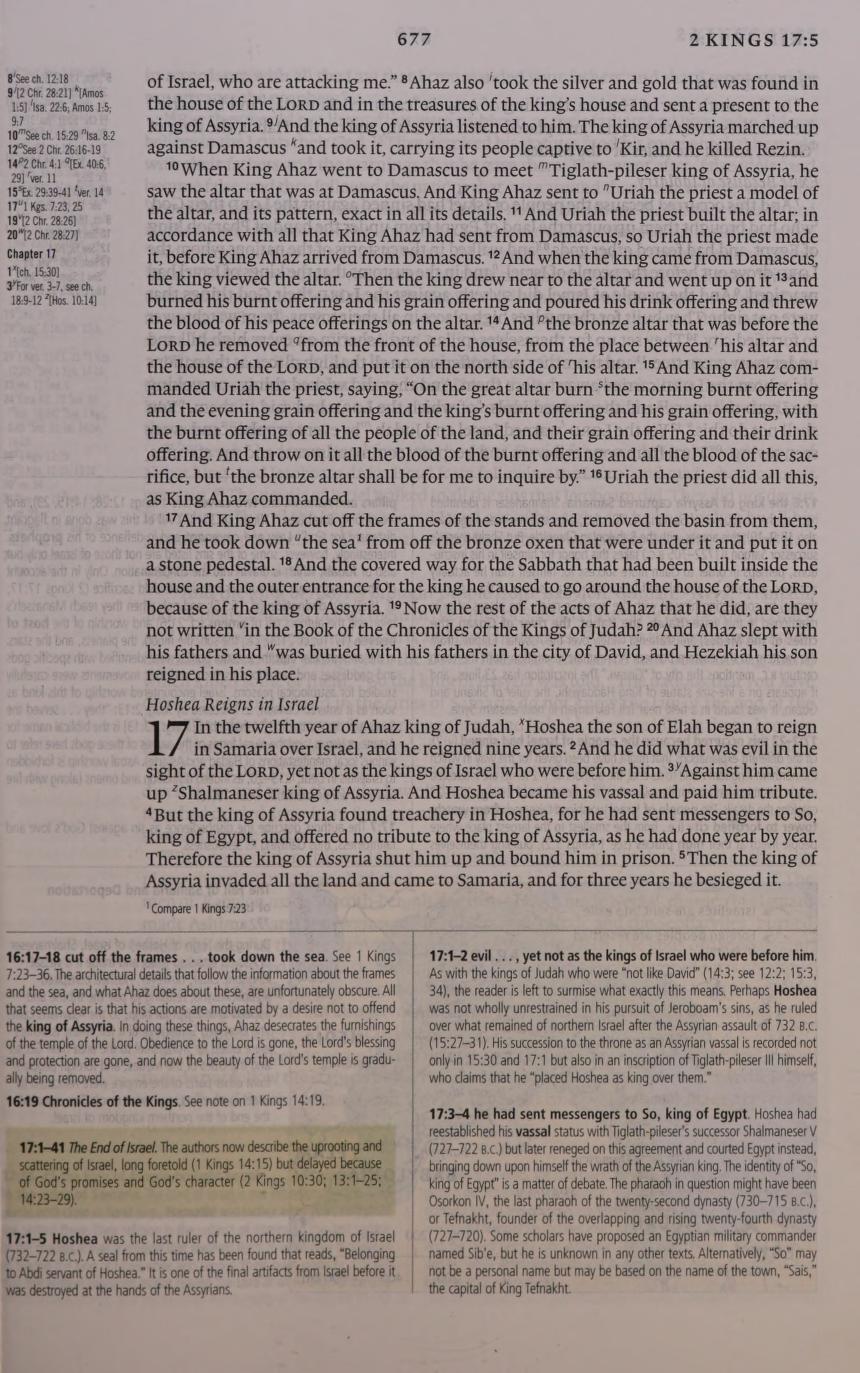 677
2 KINGS 17:5
8 iSee ch. 12:18
9 j[2 Chr. 28:21] k[Amos
1:5] lIsa. 22:6; Amos 1:5;
9:7
10 mSee ch. 15:29 nIsa. 8:2
12 oSee 2 Chr. 26:16-19
14 p2 Chr. 4:1 q[Ex. 40:6,
29] rver. 11
15 sEx. 29:39-41 tver. 14
17 u1 Kgs. 7:23, 25
19 v[2 Chr. 28:26]
20 w[2 Chr. 28:27]
Chapter 17
1 x[ch. 15:30]
3 yFor ver. 3-7, see ch.
18:9-12 z[Hos. 10:14]
of Israel, who are attacking me.” 8 Ahaz also itook the silver and gold that was found in
the house of the LORD and in the treasures of the king’s house and sent a present to the
king of Assyria. 9 jAnd the king of Assyria listened to him. The king of Assyria marched up
against Damascus kand took it, carrying its people captive to lKir, and he killed Rezin.
10 When King Ahaz went to Damascus to meet mTiglath-pileser king of Assyria, he
saw the altar that was at Damascus. And King Ahaz sent to nUriah the priest a model of
the altar, and its pattern, exact in all its details. 11 And Uriah the priest built the altar; in
accordance with all that King Ahaz had sent from Damascus, so Uriah the priest made
it, before King Ahaz arrived from Damascus. 12 And when the king came from Damascus,
the king viewed the altar. oThen the king drew near to the altar and went up on it 13 and
burned his burnt offering and his grain offering and poured his drink offering and threw
the blood of his peace offerings on the altar. 14 And pthe bronze altar that was before the
LORD he removed qfrom the front of the house, from the place between rhis altar and
the house of the LORD, and put it on the north side of rhis altar. 15 And King Ahaz com-
manded Uriah the priest, saying, “On the great altar burn sthe morning burnt offering
and the evening grain offering and the king’s burnt offering and his grain offering, with
the burnt offering of all the people of the land, and their grain offering and their drink
offering. And throw on it all the blood of the burnt offering and all the blood of the sac-
rifice, but tthe bronze altar shall be for me to inquire by.” 16 Uriah the priest did all this,
as King Ahaz commanded.
17 And King Ahaz cut off the frames of the stands and removed the basin from them,
and he took down uthe sea1 from off the bronze oxen that were under it and put it on
a stone pedestal. 18 And the covered way for the Sabbath that had been built inside the
house and the outer entrance for the king he caused to go around the house of the LORD,
because of the king of Assyria. 19 Now the rest of the acts of Ahaz that he did, are they
not written vin the Book of the Chronicles of the Kings of Judah? 20 And Ahaz slept with
his fathers and wwas buried with his fathers in the city of David, and Hezekiah his son
reigned in his place.
Hoshea Reigns in Israel
17 In the twelfth year of Ahaz king of Judah, xHoshea the son of Elah began to reign
in Samaria over Israel, and he reigned nine years. 2 And he did what was evil in the
sight of the LORD, yet not as the kings of Israel who were before him. 3 yAgainst him came
up zShalmaneser king of Assyria. And Hoshea became his vassal and paid him tribute.
4 But the king of Assyria found treachery in Hoshea, for he had sent messengers to So,
king of Egypt, and offered no tribute to the king of Assyria, as he had done year by year.
Therefore the king of Assyria shut him up and bound him in prison. 5 Then the king of
Assyria invaded all the land and came to Samaria, and for three years he besieged it.
1 Compare 1 Kings 7:23
16:17–18 cut off the frames . . . took down the sea. See 1 Kings
7:23–36. The architectural details that follow the information about the frames
and the sea, and what Ahaz does about these, are unfortunately obscure. All
that seems clear is that his actions are motivated by a desire not to offend
the king of Assyria. In doing these things, Ahaz desecrates the furnishings
of the temple of the Lord. Obedience to the Lord is gone, the Lord’s blessing
and protection are gone, and now the beauty of the Lord’s temple is gradu-
ally being removed.
16:19 Chronicles of the Kings. See note on 1 Kings 14:19.
17:1–41 The End of Israel. The authors now describe the uprooting and
scattering of Israel, long foretold (1 Kings 14:15) but delayed because
of God’s promises and God’s character (2 Kings 10:30; 13:1–25;
14:23–29).
17:1–5 Hoshea was the last ruler of the northern kingdom of Israel
(732–722 B.C.). A seal from this time has been found that reads, “Belonging
to Abdi servant of Hoshea.” It is one of the final artifacts from Israel before it
was destroyed at the hands of the Assyrians.
17:1–2 evil . . . , yet not as the kings of Israel who were before him.
As with the kings of Judah who were “not like David” (14:3; see 12:2; 15:3,
34), the reader is left to surmise what exactly this means. Perhaps Hoshea
was not wholly unrestrained in his pursuit of Jeroboam’s sins, as he ruled
over what remained of northern Israel after the Assyrian assault of 732 B.C.
(15:27–31). His succession to the throne as an Assyrian vassal is recorded not
only in 15:30 and 17:1 but also in an inscription of Tiglath-pileser III himself,
who claims that he “placed Hoshea as king over them.”
17:3–4 he had sent messengers to So, king of Egypt. Hoshea had
reestablished his vassal status with Tiglath-pileser’s successor Shalmaneser V
(727–722 B.C.) but later reneged on this agreement and courted Egypt instead,
bringing down upon himself the wrath of the Assyrian king. The identity of “So,
king of Egypt” is a matter of debate. The pharaoh in question might have been
Osorkon IV, the last pharaoh of the twenty-second dynasty (730–715 B.C.),
or Tefnakht, founder of the overlapping and rising twenty-fourth dynasty
(727–720). Some scholars have proposed an Egyptian military commander
named Sib’e, but he is unknown in any other texts. Alternatively, “So” may
not be a personal name but may be based on the name of the town, “Sais,”
the capital of King Tefnakht.